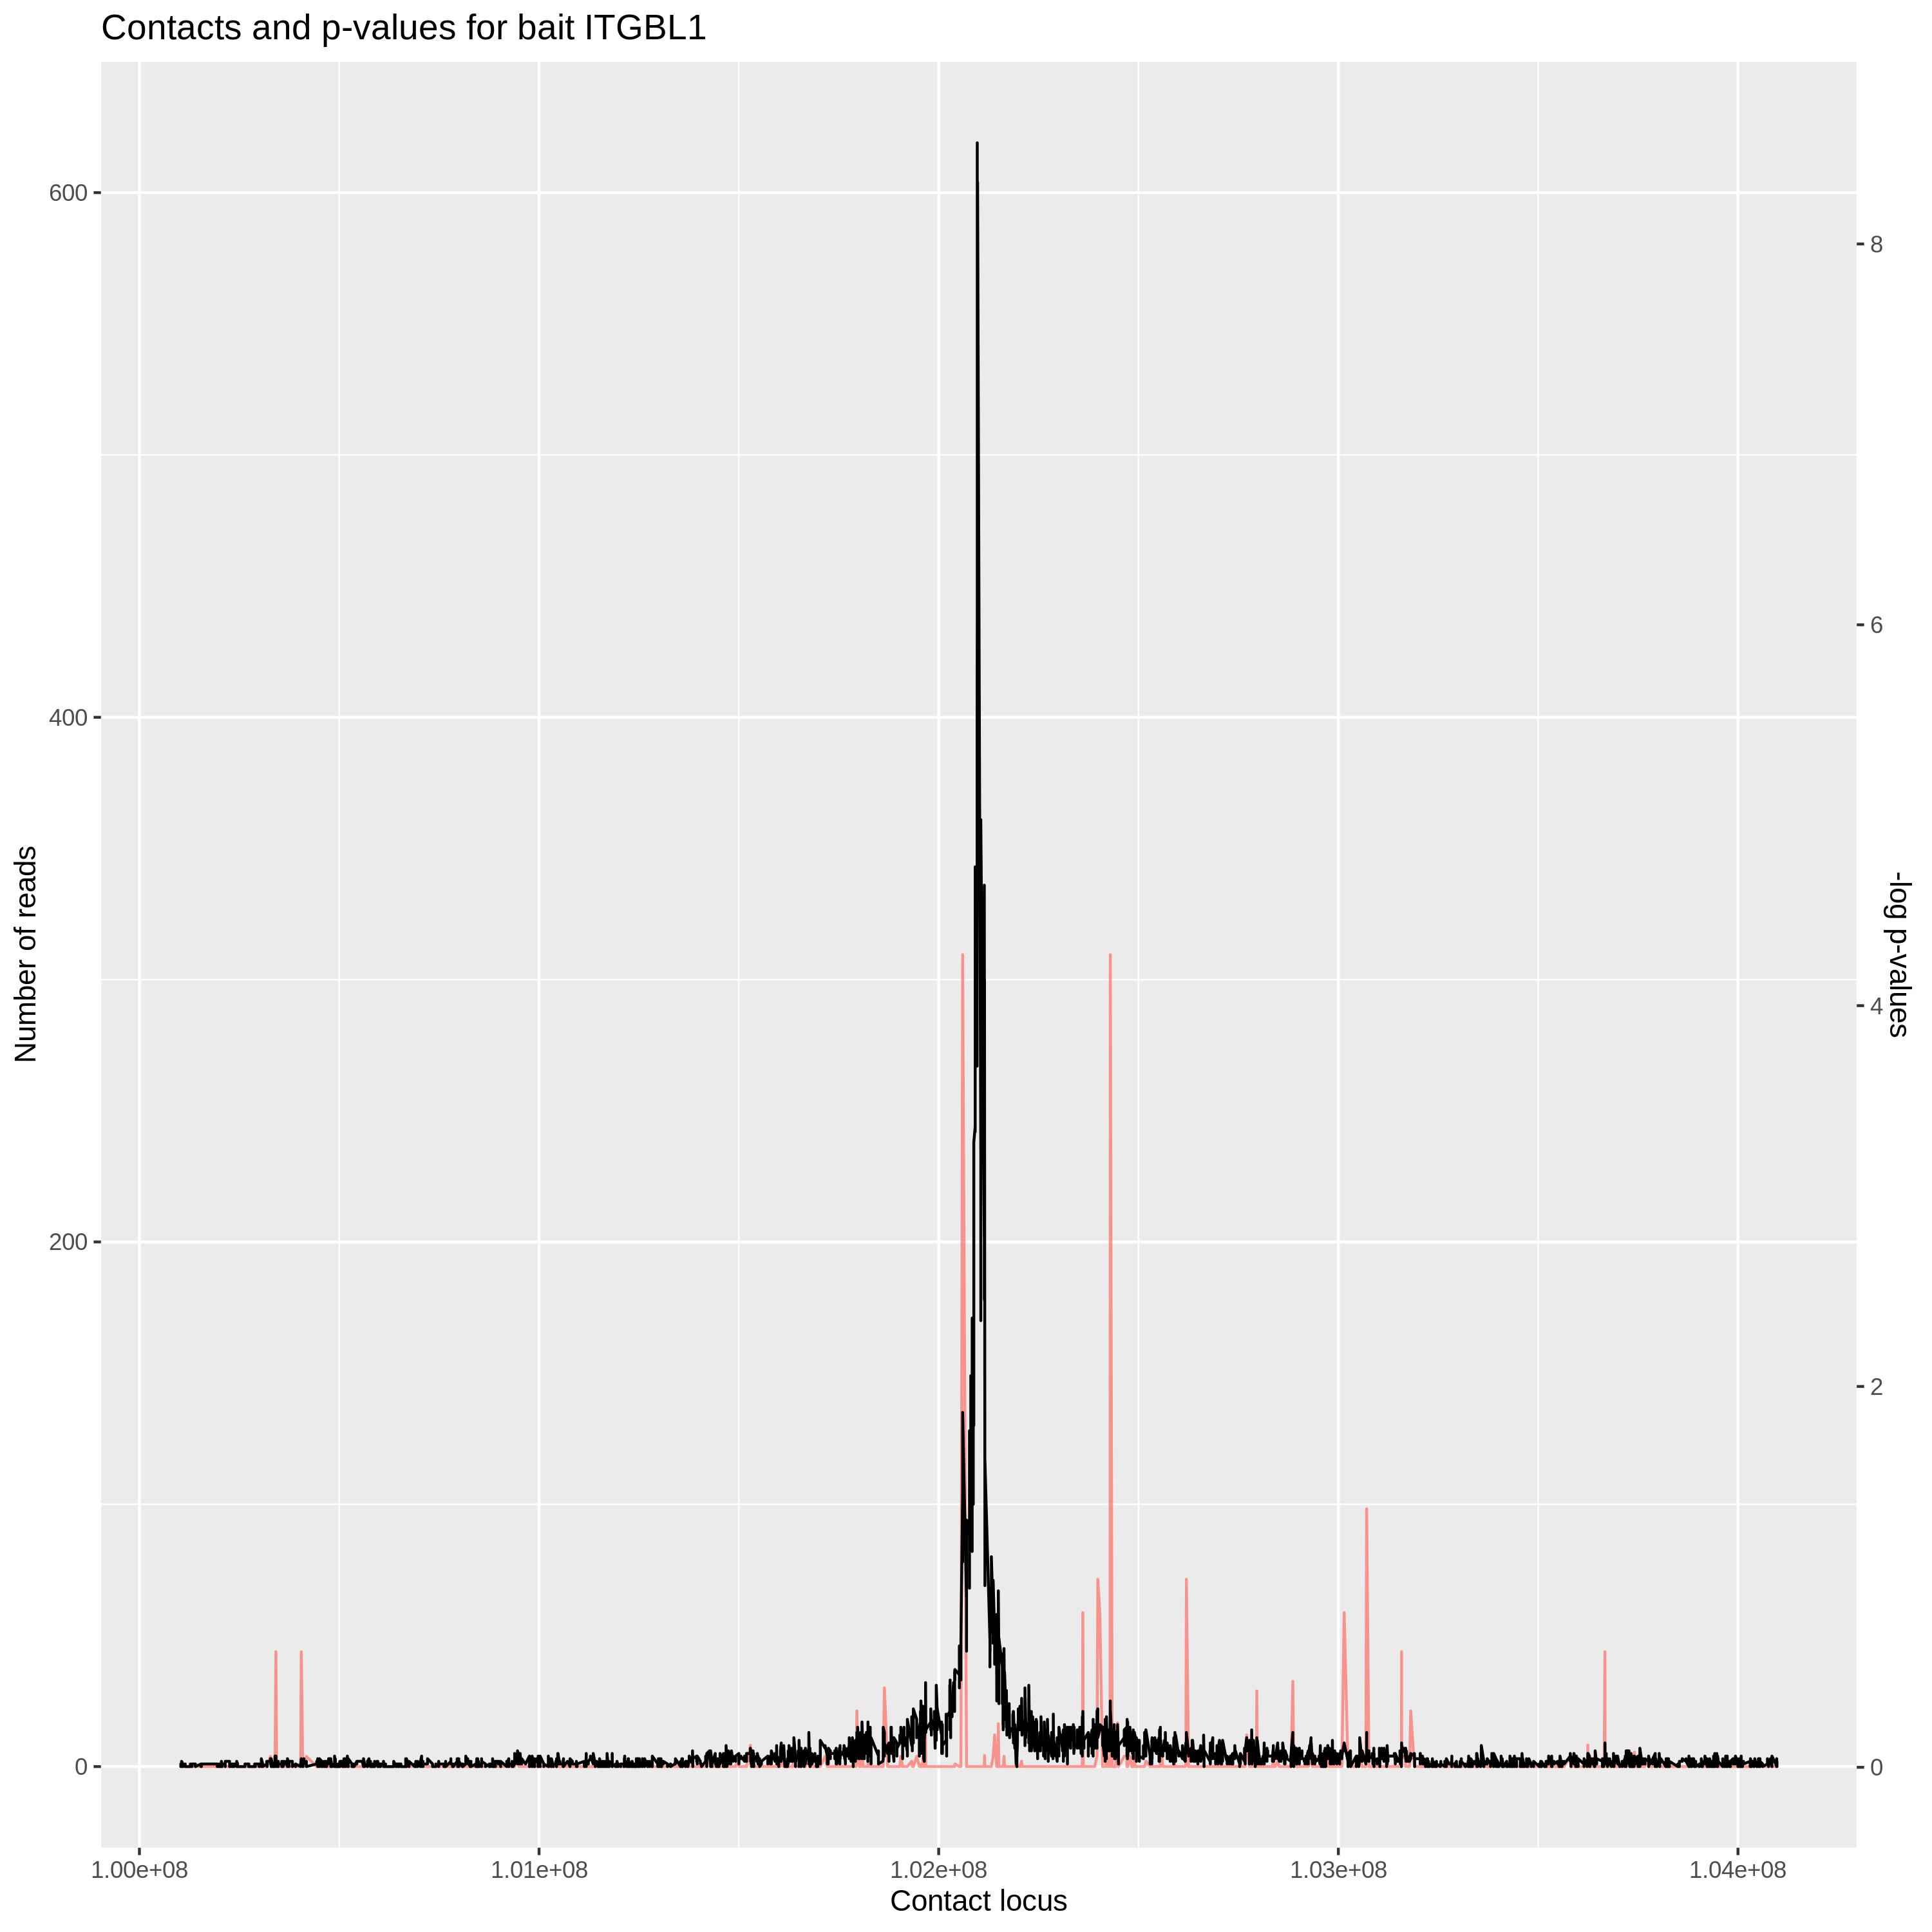 Contacts and p-values for bait ITGBL1
600
400
200
0
8
6
4
2
0
Number of reads
-log p-values
1.00e+08
1.01e+08
1.02e+08
1.03e+08
1.04e+08
Contact locus